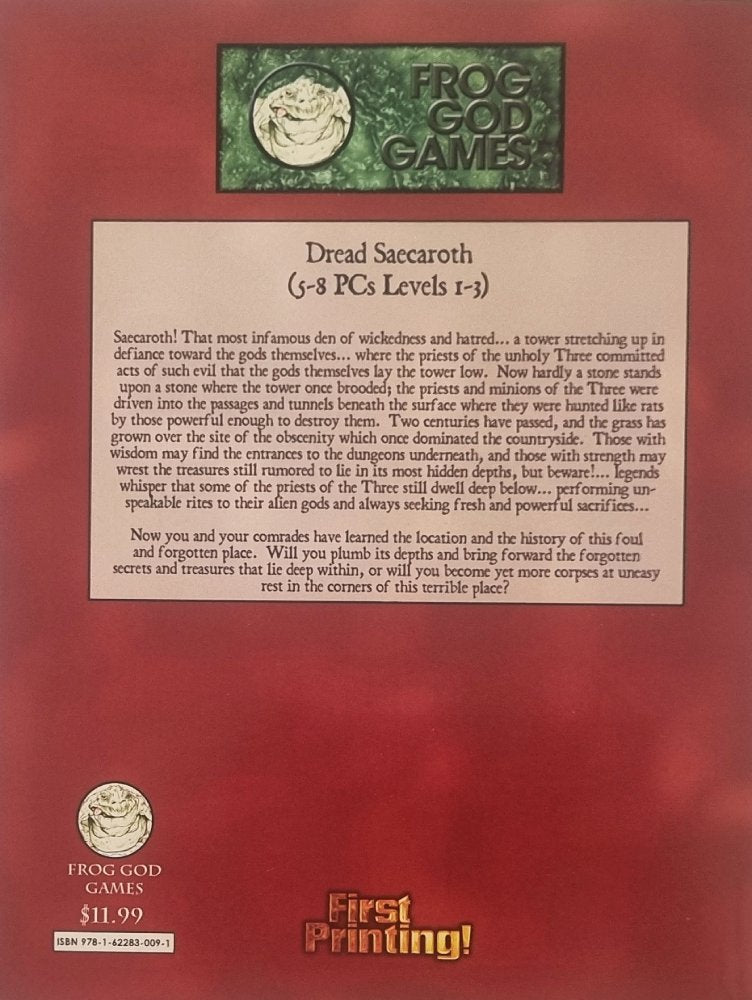 FROG
GOD
GAMES
Dread Saecaroth
(5-8 PCs Levels 1-3)
Saecaroth! That most infamous den of wickedness and hatred... a tower stretching up in
defiance toward the gods themselves... where the priests of the unholy Three committed
acts of such evil that the gods themselves lay the tower low. Now hardly a stone stands
upon a stone where the tower once brooded; the priests and minions of the Three were
driven into the passages and tunnels beneath the surface where they were hunted like rats
by those powerful enough to destroy them. Two centuries have passed, and the grass has
grown over the site of the obscenity which once dominated the countryside. Those with
wisdom may find the entrances to the dungeons underneath, and those with strength may
wrest the treasures still rumored to lie in its most hidden depths, but beware!... legends
whisper that some of the priests of the Three still dwell deep below... performing un-
speakable rites to their alien gods and always seeking fresh and powerful sacrifices...
Now you and your comrades have learned the location and the history of this foul
and forgotten place. Will you plumb its depths and bring forward the forgotten
secrets and treasures that lie deep within, or will you become yet more corpses at uneasy
rest in the corners of this terrible place?
FROG GOD
GAMES
$11.99
ISBN 978-1-62283-009-1
First
Printing!